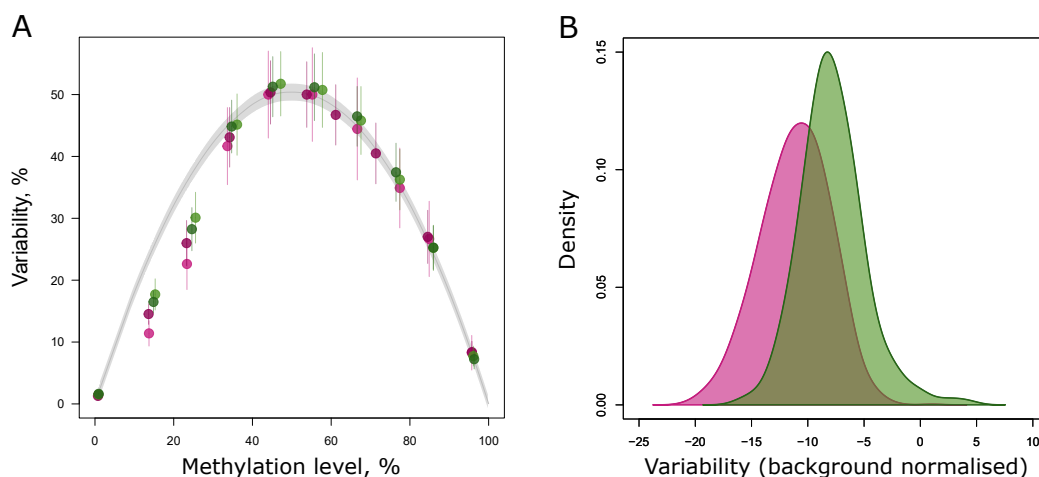 A
Variability, %
50
40
30
20
10
0
0 20 40 60 80 100
Methylation level, %
B
Density
0.15
0.10
0.05
0.00
−25 −20 −15 −10 −5 0 5 10
Variability (background normalised)